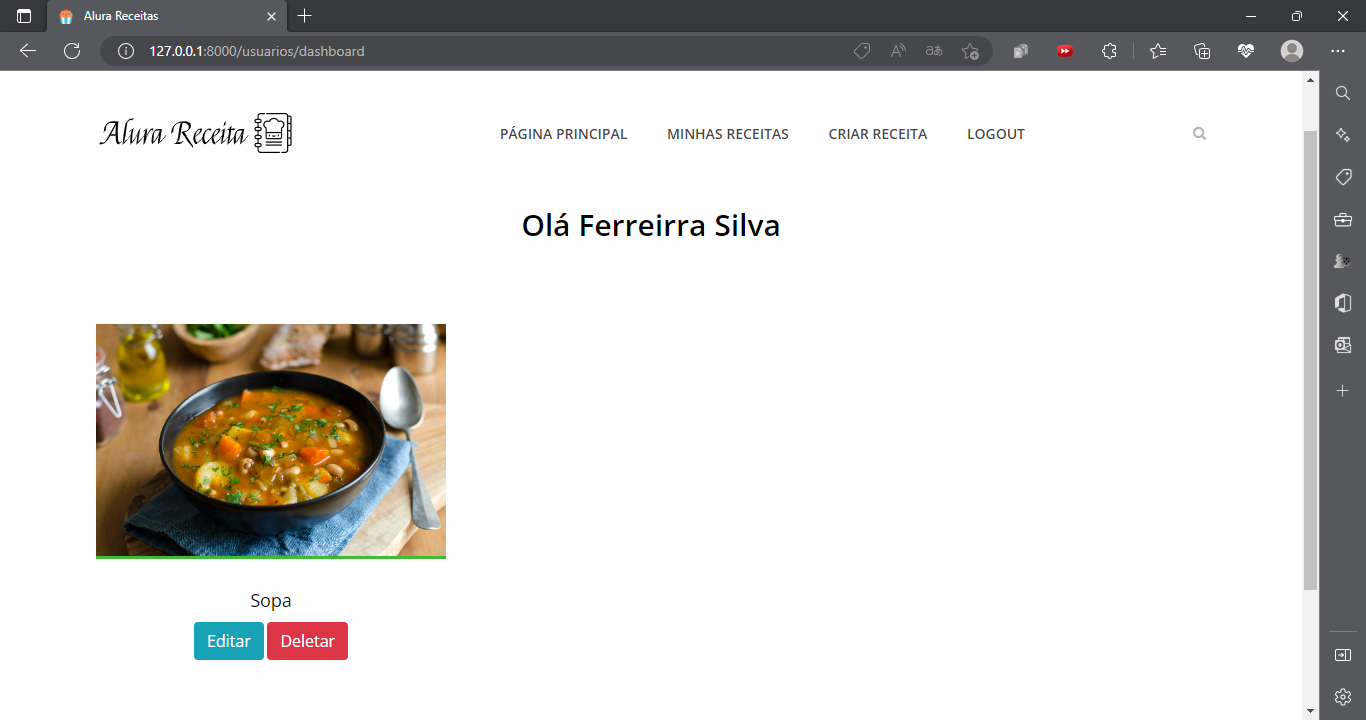 Alura Receitas
127.0.0.1:8000/usuarios/dashboard
Alura Receita
PÁGINA PRINCIPAL MINHAS RECEITAS CRIAR RECEITA LOGOUT
Olá Ferreirra Silva
Sopa
Editar Deletar